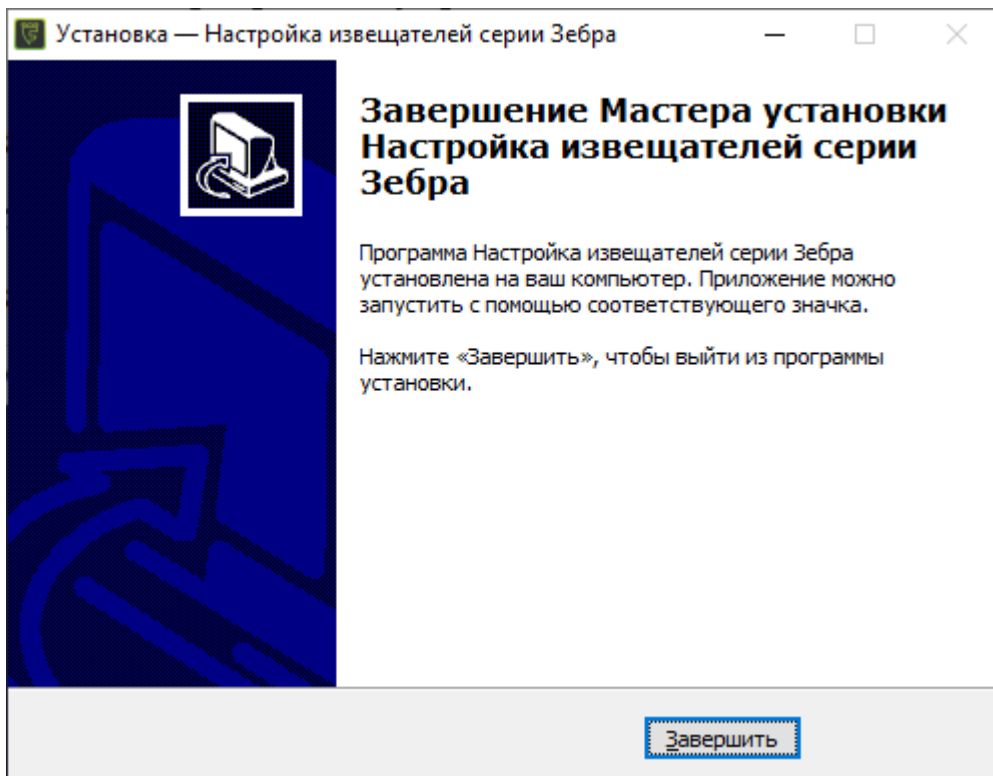 Установка — Настройка извещателей серии Зебра
Завершение Мастера установки
Настройка извещателей серии
Зебра
Программа Настройка извещателей серии Зебра
установлена на ваш компьютер. Приложение можно
запустить с помощью соответствующего значка.
Нажмите «Завершить», чтобы выйти из программы
установки.
Завершить